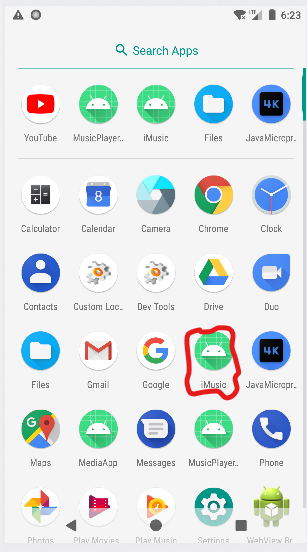 6:23
Search Apps
YouTube MusicPlayer.. iMusic Files JavaMicropr..
4K
8
Calculator Calendar Camera Chrome Clock
Contacts Custom Loc.. Dev Tools Drive Duo
4K
Files Gmail Google iMusic JavaMicropr..
Maps MediaApp Messages MusicPlayer.. Phone
Photos Play Movies Play Music Settings WebView Br..